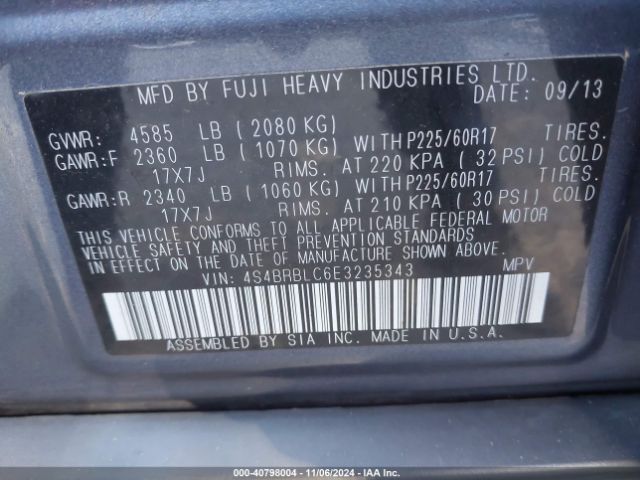 MFD BY FUJI HEAVY INDUSTRIES LTD.
DATE: 09/13
GVWR: 4585 LB ( 2080 KG)
GAWR:F 2360 LB ( 1070 KG) WITH P225/60R17 TIRES.
17X7J RIMS. AT 220 KPA ( 32 PSI) COLD
GAWR:R 2340 LB ( 1060 KG) WITH P225/60R17 TIRES.
17X7J RIMS. AT 210 KPA ( 30 PSI) COLD
THIS VEHICLE CONFORMS TO ALL APPLICABLE FEDERAL MOTOR
VEHICLE SAFETY AND THEFT PREVENTION STANDARDS
IN EFFECT ON THE DATE OF MANUFACTURE SHOWN ABOVE.
VIN: 4S4BRBLC6E3235343 MPV
ASSEMBLED BY SIA INC. MADE IN U.S.A.
000-40798004 - 11/06/2024 - IAA Inc.